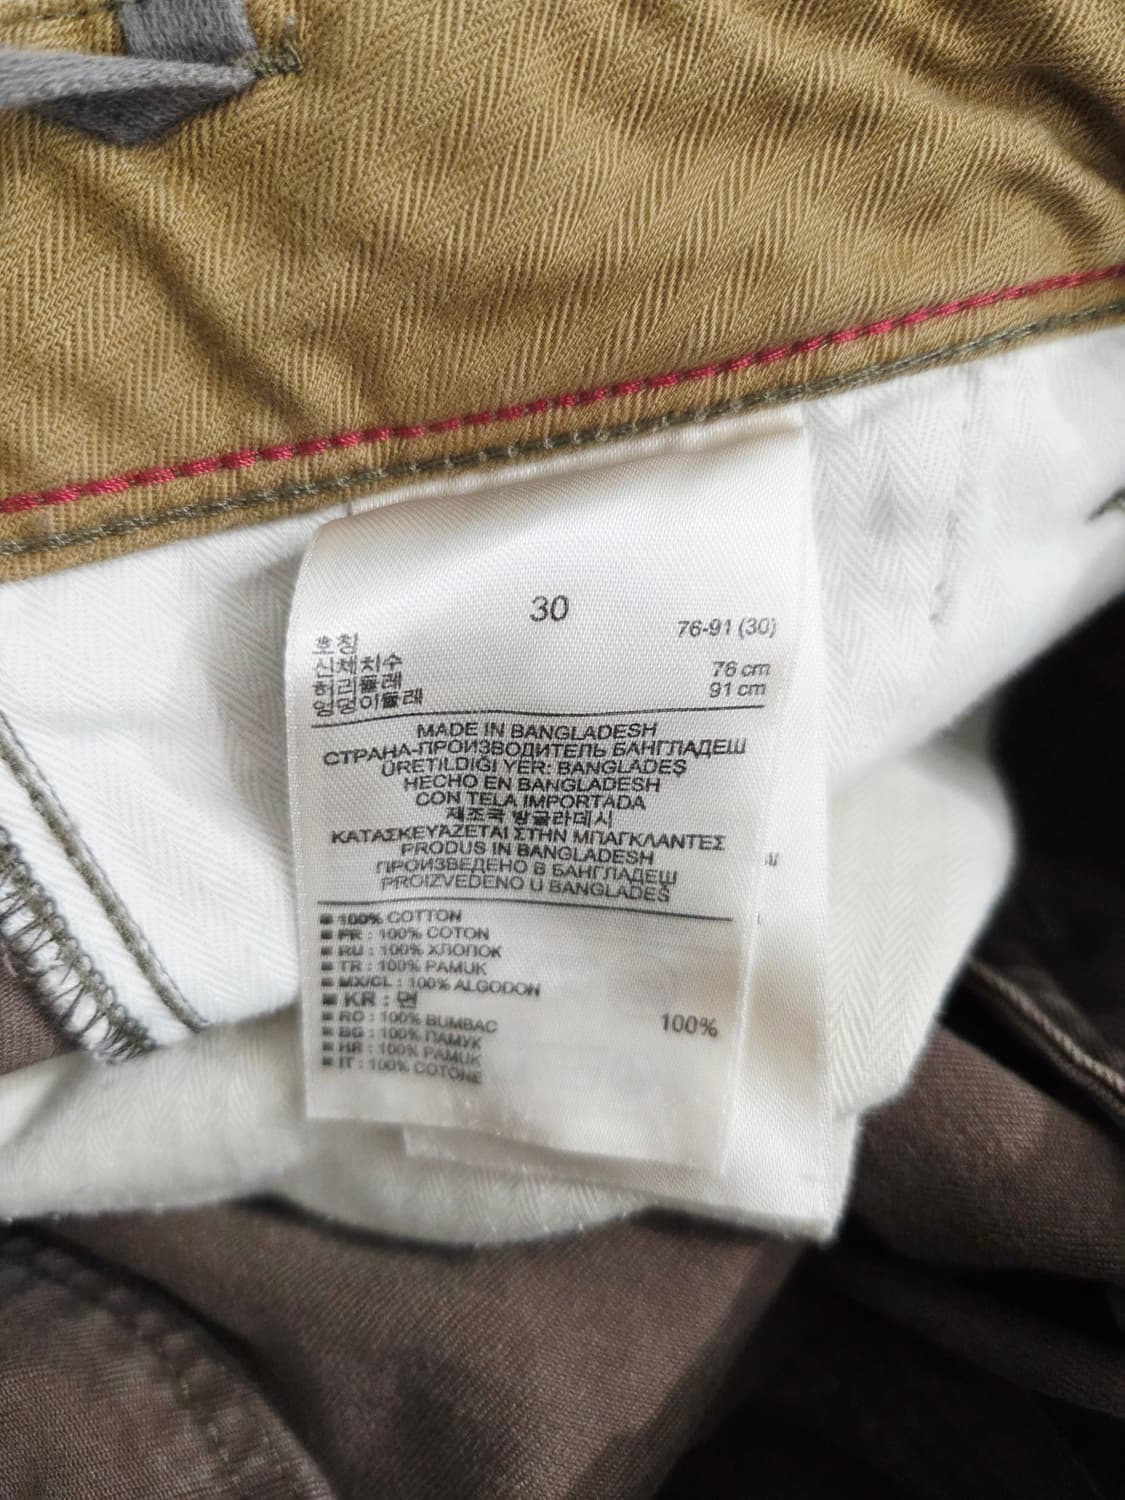 30
호칭 76-91 (30)
신체치수
허리둘레 76 cm
엉덩이둘레 91 cm
MADE IN BANGLADESH
СТРАНА-ПРОИЗВОДИТЕЛЬ БАНГЛАДЕШ
ÜRETILDIĞI YER: BANGLADEŞ
HECHO EN BANGLADESH
CON TELA IMPORTADA
제조국 방글라데시
ΚΑΤΑΣΚΕΥΆΖΕΤΑΙ ΣΤΗΝ ΜΠΑΓΚΛΑΝΤΕΣ
PRODUS IN BANGLADESH
ПРОИЗВЕДЕНО В БАНГЛАДЕШ
PROIZVEDENO U BANGLADEŠ
■ 100% COTTON
■ FR : 100% COTON
■ RU : 100% ХЛОПОК
■ TR : 100% PAMUK
■ MX/CL : 100% ALGODON
■ KR : 면 100%
■ RO : 100% BUMBAC
■ BG : 100% ПАМУК
■ HR : 100% PAMUK
■ IT : 100% COTONE